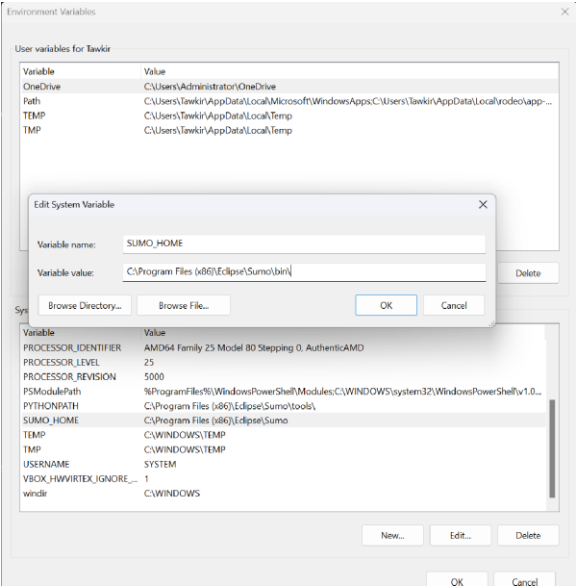 Environment Variables
User variables for Tawkir
Variable Value
OneDrive C:\Users\Administrator\OneDrive
Path C:\Users\Tawkir\AppData\Local\Microsoft\WindowsApps;C:\Users\Tawkir\AppData\Local\rodeo\app-...
TEMP C:\Users\Tawkir\AppData\Local\Temp
TMP C:\Users\Tawkir\AppData\Local\Temp
Edit System Variable
Variable name: SUMO_HOME
Variable value: C:\Program Files (x86)\Eclipse\Sumo\bin\
Browse Directory... Browse File... OK Cancel
Delete
Sys
Variable Value
PROCESSOR_IDENTIFIER AMD64 Family 25 Model 80 Stepping 0, AuthenticAMD
PROCESSOR_LEVEL 25
PROCESSOR_REVISION 5000
PSModulePath %ProgramFiles%\WindowsPowerShell\Modules;C:\WINDOWS\system32\WindowsPowerShell\v1.0...
PYTHONPATH C:\Program Files (x86)\Eclipse\Sumo\tools\
SUMO_HOME C:\Program Files (x86)\Eclipse\Sumo
TEMP C:\WINDOWS\TEMP
TMP C:\WINDOWS\TEMP
USERNAME SYSTEM
VBOX_HWVIRTEX_IGNORE_... 1
windir C:\WINDOWS
New... Edit... Delete
OK Cancel